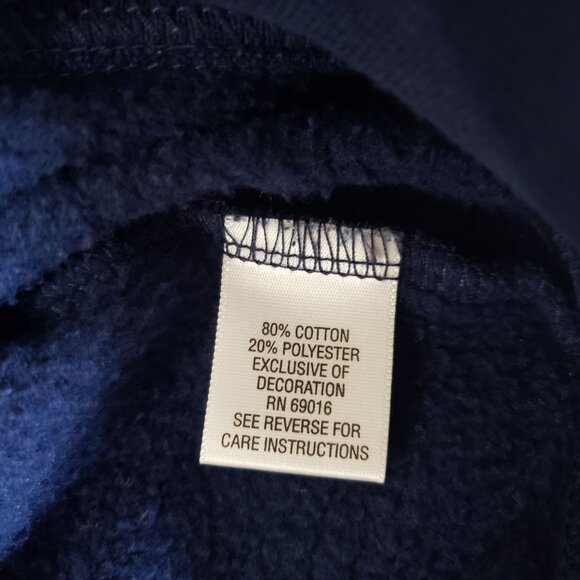 80% COTTON
20% POLYESTER
EXCLUSIVE OF
DECORATION
RN 69016
SEE REVERSE FOR
CARE INSTRUCTIONS